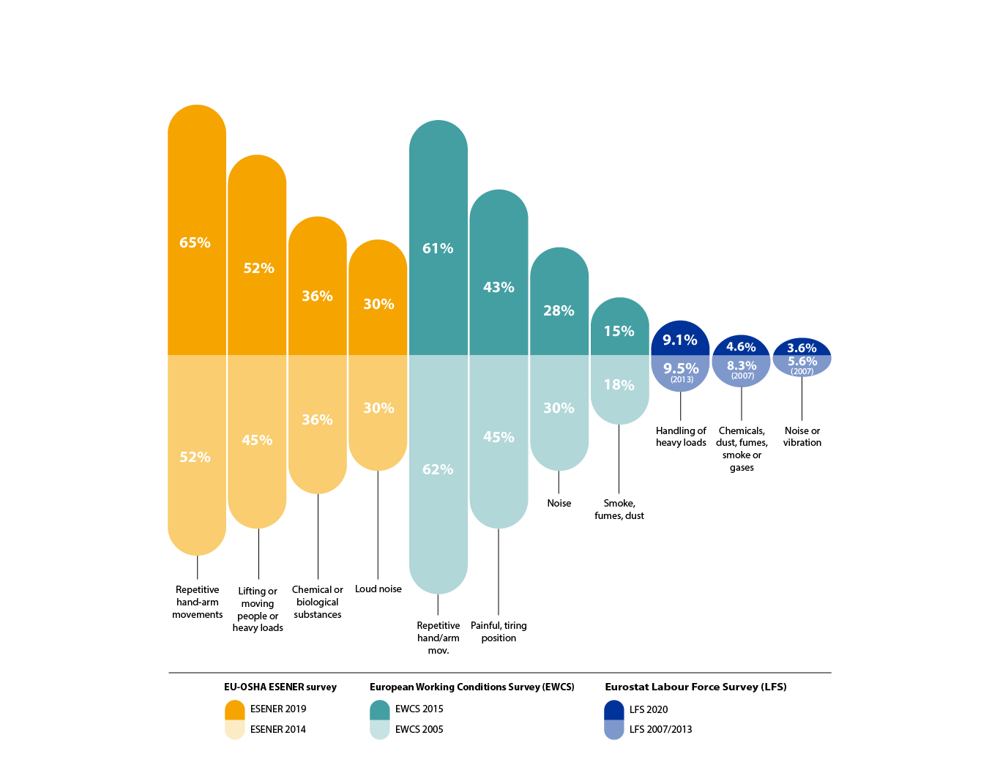 65%
52%
36%
30%
61%
43%
28%
15%
9.1%
4.6%
3.6%
52%
45%
36%
30%
62%
45%
30%
18%
9.5%
(2013)
8.3%
(2007)
5.6%
(2007)
Repetitive
hand-arm
movements
Lifting or
moving
people or
heavy loads
Chemical or
biological
substances
Loud noise
Repetitive
hand/arm
mov.
Painful, tiring
position
Noise
Smoke,
fumes, dust
Handling of
heavy loads
Chemicals,
dust, fumes,
smoke or
gases
Noise or
vibration
EU-OSHA ESENER survey
ESENER 2019
ESENER 2014
European Working Conditions Survey (EWCS)
EWCS 2015
EWCS 2005
Eurostat Labour Force Survey (LFS)
LFS 2020
LFS 2007/2013